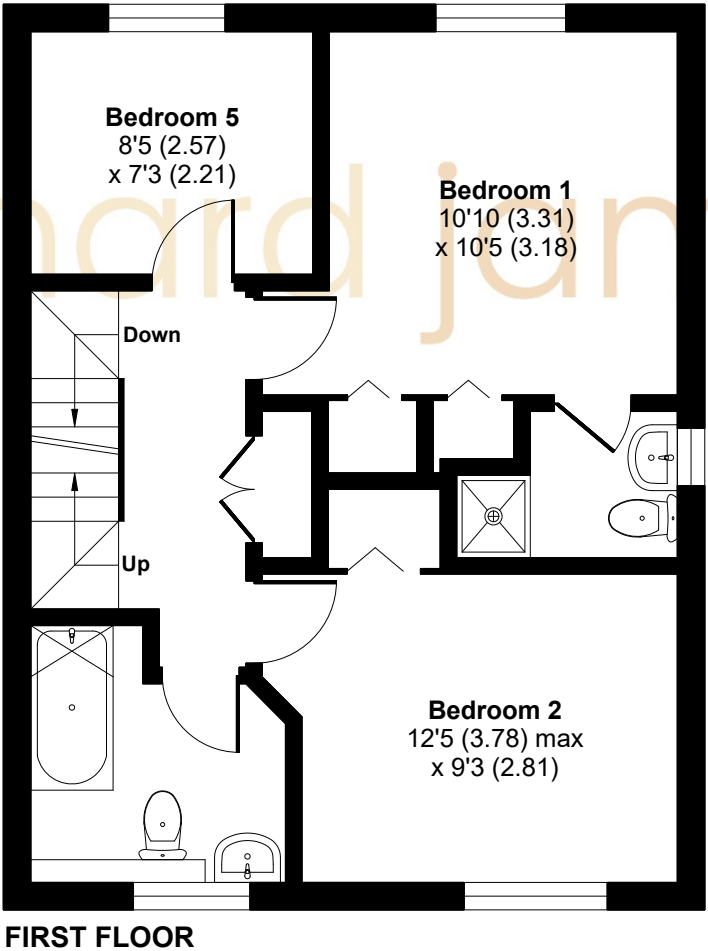 Bedroom 5
8'5 (2.57)
x 7'3 (2.21)
Bedroom 1
10'10 (3.31)
x 10'5 (3.18)
Down
Up
Bedroom 2
12'5 (3.78) max
x 9'3 (2.81)
FIRST FLOOR